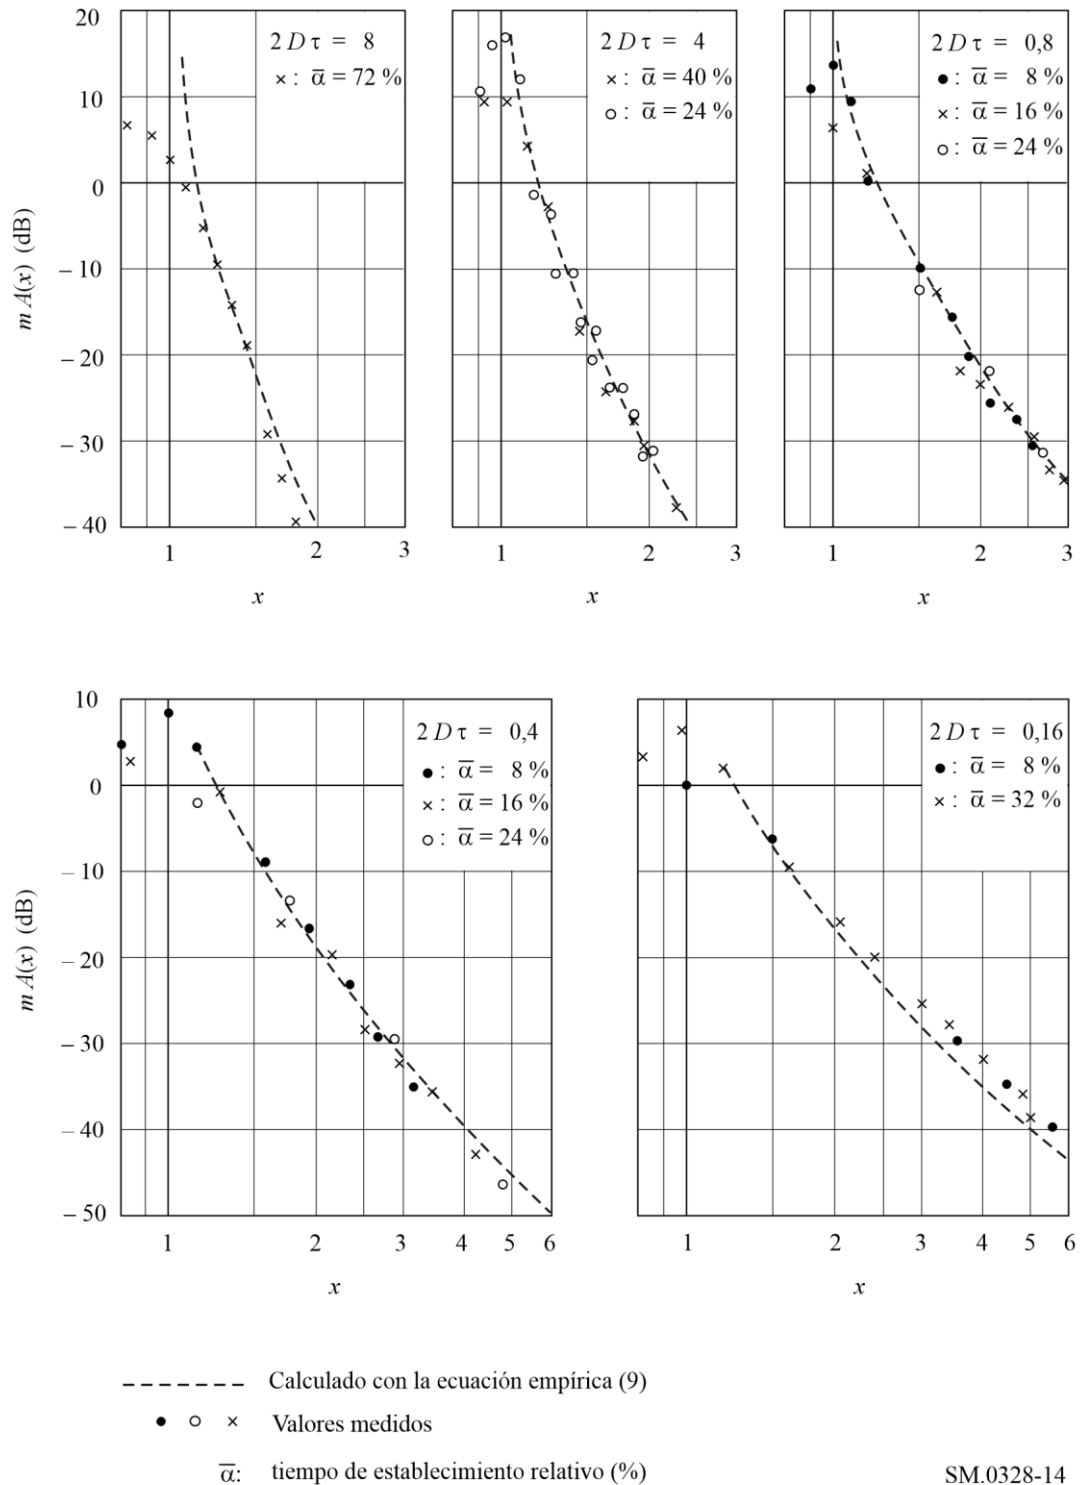 2 D τ = 8
× : α̅ = 72 %
2 D τ = 4
× : α̅ = 40 %
○ : α̅ = 24 %
2 D τ = 0,8
● : α̅ = 8 %
× : α̅ = 16 %
○ : α̅ = 24 %
20
10
0
– 10
– 20
– 30
– 40
m A(x) (dB)
1 2 3
1 2 3
1 2 3
x
x
x
2 D τ = 0,4
● : α̅ = 8 %
× : α̅ = 16 %
○ : α̅ = 24 %
2 D τ = 0,16
● : α̅ = 8 %
× : α̅ = 32 %
10
0
– 10
– 20
– 30
– 40
– 50
m A(x) (dB)
1 2 3 4 5 6
1 2 3 4 5 6
x
x
Calculado con la ecuación empírica (9)
● ○ × Valores medidos
α̅: tiempo de establecimiento relativo (%)
SM.0328-14